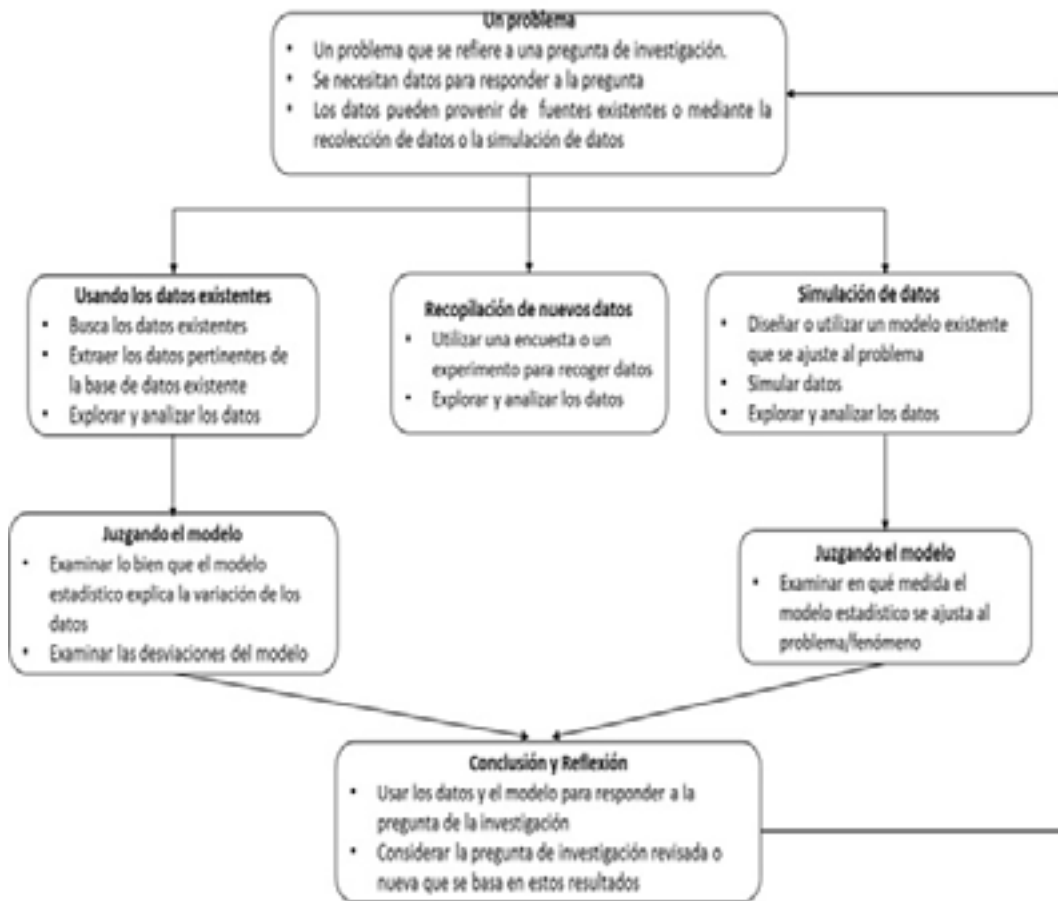 Un problema
• Un problema que se refiere a una pregunta de investigación.
• Se necesitan datos para responder a la pregunta
• Los datos pueden provenir de fuentes existentes o mediante la
recolección de datos o la simulación de datos
Usando los datos existentes
• Busca los datos existentes
• Extraer los datos pertinentes de
la base de datos existente
• Explorar y analizar los datos
Recopilación de nuevos datos
• Utilizar una encuesta o un
experimento para recoger datos
• Explorar y analizar los datos
Simulación de datos
• Diseñar o utilizar un modelo existente
que se ajuste al problema
• Simular datos
• Explorar y analizar los datos
Juzgando el modelo
• Examinar lo bien que el modelo
estadístico explica la variación de los
datos
• Examinar las desviaciones del modelo
Juzgando el modelo
• Examinar en qué medida el
modelo estadístico se ajusta al
problema/fenómeno
Conclusión y Reflexión
• Usar los datos y el modelo para responder a la
pregunta de la investigación
• Considerar la pregunta de investigación revisada o
nueva que se basa en estos resultados